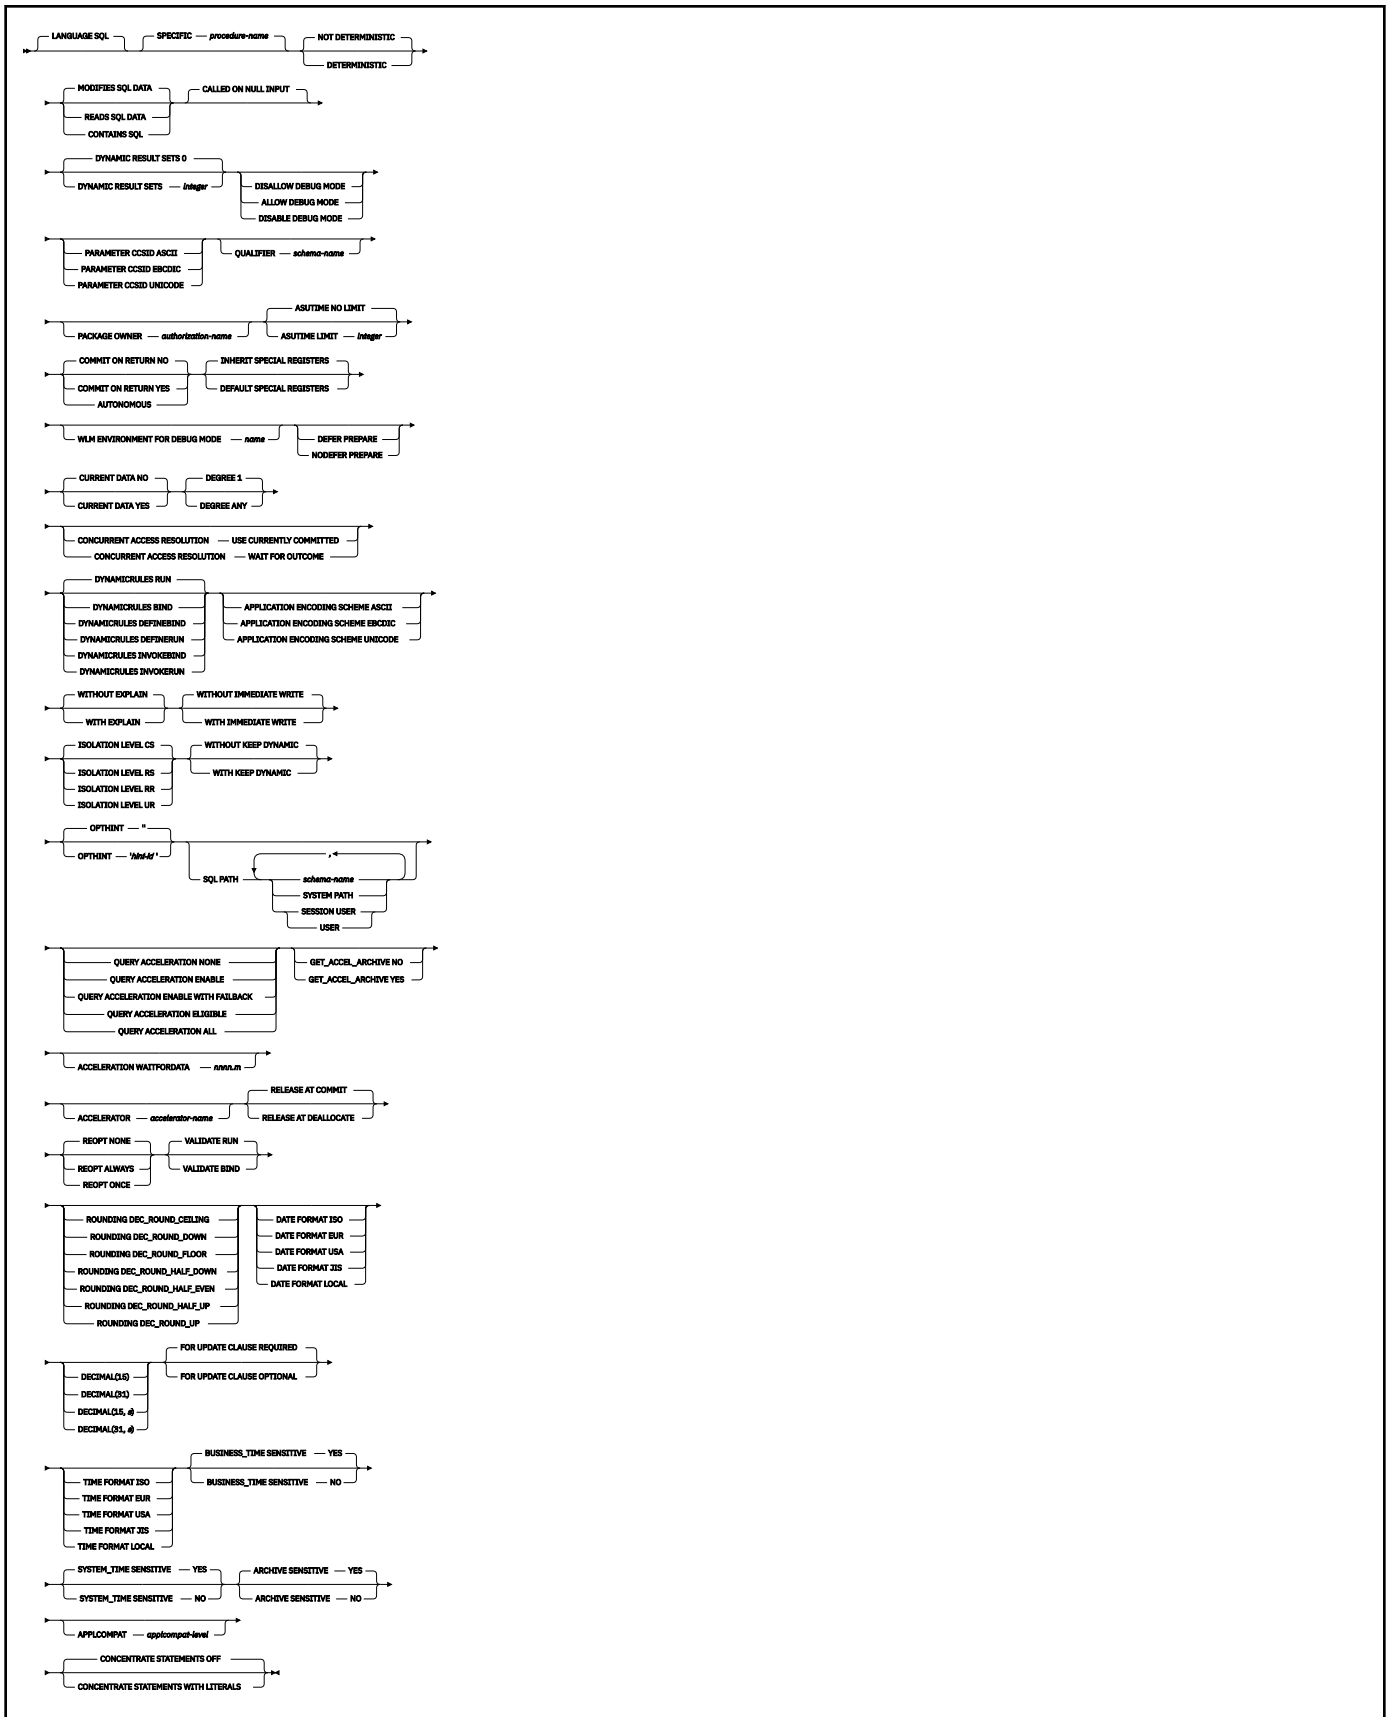 LANGUAGE SQL SPECIFIC procedure-name NOT DETERMINISTIC
DETERMINISTIC
MODIFIES SQL DATA CALLED ON NULL INPUT
READS SQL DATA
CONTAINS SQL
DYNAMIC RESULT SETS 0
DYNAMIC RESULT SETS integer DISALLOW DEBUG MODE
ALLOW DEBUG MODE
DISABLE DEBUG MODE
PARAMETER CCSID ASCII QUALIFIER schema-name
PARAMETER CCSID EBCDIC
PARAMETER CCSID UNICODE
ASUTIME NO LIMIT
PACKAGE OWNER authorization-name ASUTIME LIMIT integer
COMMIT ON RETURN NO INHERIT SPECIAL REGISTERS
COMMIT ON RETURN YES DEFAULT SPECIAL REGISTERS
AUTONOMOUS
WLM ENVIRONMENT FOR DEBUG MODE name DEFER PREPARE
NODEFER PREPARE
CURRENT DATA NO DEGREE 1
CURRENT DATA YES DEGREE ANY
CONCURRENT ACCESS RESOLUTION USE CURRENTLY COMMITTED
CONCURRENT ACCESS RESOLUTION WAIT FOR OUTCOME
DYNAMICRULES RUN
DYNAMICRULES BIND APPLICATION ENCODING SCHEME ASCII
DYNAMICRULES DEFINEBIND APPLICATION ENCODING SCHEME EBCDIC
DYNAMICRULES DEFINERUN APPLICATION ENCODING SCHEME UNICODE
DYNAMICRULES INVOKEBIND
DYNAMICRULES INVOKERUN
WITHOUT EXPLAIN WITHOUT IMMEDIATE WRITE
WITH EXPLAIN WITH IMMEDIATE WRITE
ISOLATION LEVEL CS WITHOUT KEEP DYNAMIC
ISOLATION LEVEL RS WITH KEEP DYNAMIC
ISOLATION LEVEL RR
ISOLATION LEVEL UR
OPTHINT ''
OPTHINT 'hint-id' ,
SQL PATH schema-name
SYSTEM PATH
SESSION USER
USER
QUERY ACCELERATION NONE GET_ACCEL_ARCHIVE NO
QUERY ACCELERATION ENABLE GET_ACCEL_ARCHIVE YES
QUERY ACCELERATION ENABLE WITH FAILBACK
QUERY ACCELERATION ELIGIBLE
QUERY ACCELERATION ALL
ACCELERATION WAITFORDATA nnnn.m
RELEASE AT COMMIT
ACCELERATOR accelerator-name RELEASE AT DEALLOCATE
REOPT NONE VALIDATE RUN
REOPT ALWAYS VALIDATE BIND
REOPT ONCE
ROUNDING DEC_ROUND_CEILING DATE FORMAT ISO
ROUNDING DEC_ROUND_DOWN DATE FORMAT EUR
ROUNDING DEC_ROUND_FLOOR DATE FORMAT USA
ROUNDING DEC_ROUND_HALF_DOWN DATE FORMAT JIS
ROUNDING DEC_ROUND_HALF_EVEN DATE FORMAT LOCAL
ROUNDING DEC_ROUND_HALF_UP
ROUNDING DEC_ROUND_UP
FOR UPDATE CLAUSE REQUIRED
DECIMAL(15) FOR UPDATE CLAUSE OPTIONAL
DECIMAL(31)
DECIMAL(15, s)
DECIMAL(31, s)
BUSINESS_TIME SENSITIVE YES
TIME FORMAT ISO BUSINESS_TIME SENSITIVE NO
TIME FORMAT EUR
TIME FORMAT USA
TIME FORMAT JIS
TIME FORMAT LOCAL
SYSTEM_TIME SENSITIVE YES ARCHIVE SENSITIVE YES
SYSTEM_TIME SENSITIVE NO ARCHIVE SENSITIVE NO
APPLCOMPAT applcompat-level
CONCENTRATE STATEMENTS OFF
CONCENTRATE STATEMENTS WITH LITERALS